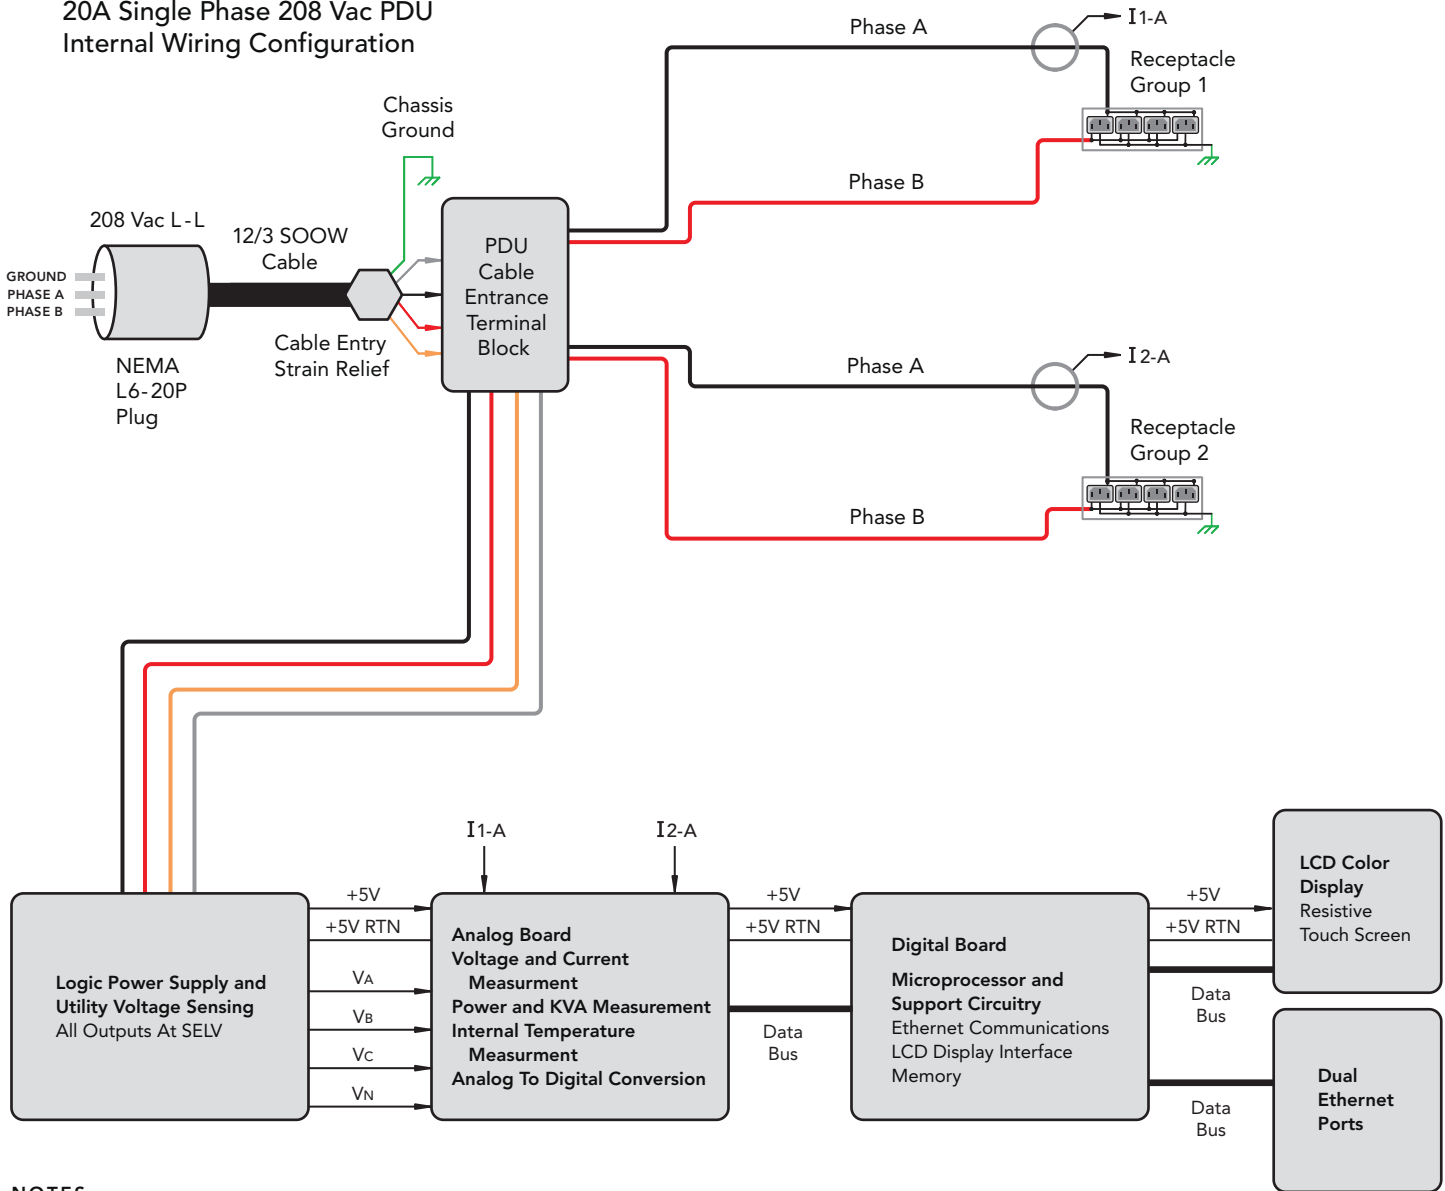 20A Single Phase 208 Vac PDU
Internal Wiring Configuration
Phase A
I1-A
Receptacle
Group 1
Chassis
Ground
Phase B
208 Vac L-L
12/3 SOOW
Cable
GROUND
PHASE A
PHASE B
PDU
Cable
Entrance
Terminal
Block
Cable Entry
Strain Relief
NEMA
L6-20P
Plug
Phase A
I2-A
Receptacle
Group 2
Phase B
I1-A
I2-A
Logic Power Supply and
Utility Voltage Sensing
All Outputs At SELV
+5V
+5V RTN
VA
VB
VC
VN
Analog Board
Voltage and Current
Measurment
Power and KVA Measurement
Internal Temperature
Measurment
Analog To Digital Conversion
+5V
+5V RTN
Data
Bus
Digital Board
Microprocessor and
Support Circuitry
Ethernet Communications
LCD Display Interface
Memory
+5V
+5V RTN
Data
Bus
Data
Bus
LCD Color
Display
Resistive
Touch Screen
Dual
Ethernet
Ports
NOTES